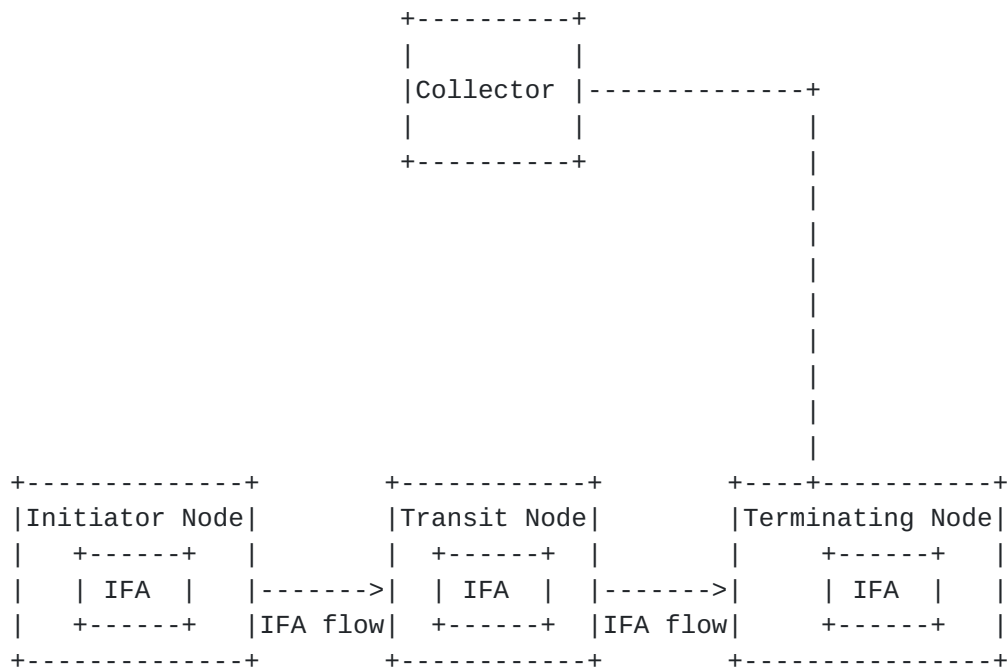 Collector
Initiator Node Transit Node Terminating Node
IFA IFA IFA
IFA flow IFA flow